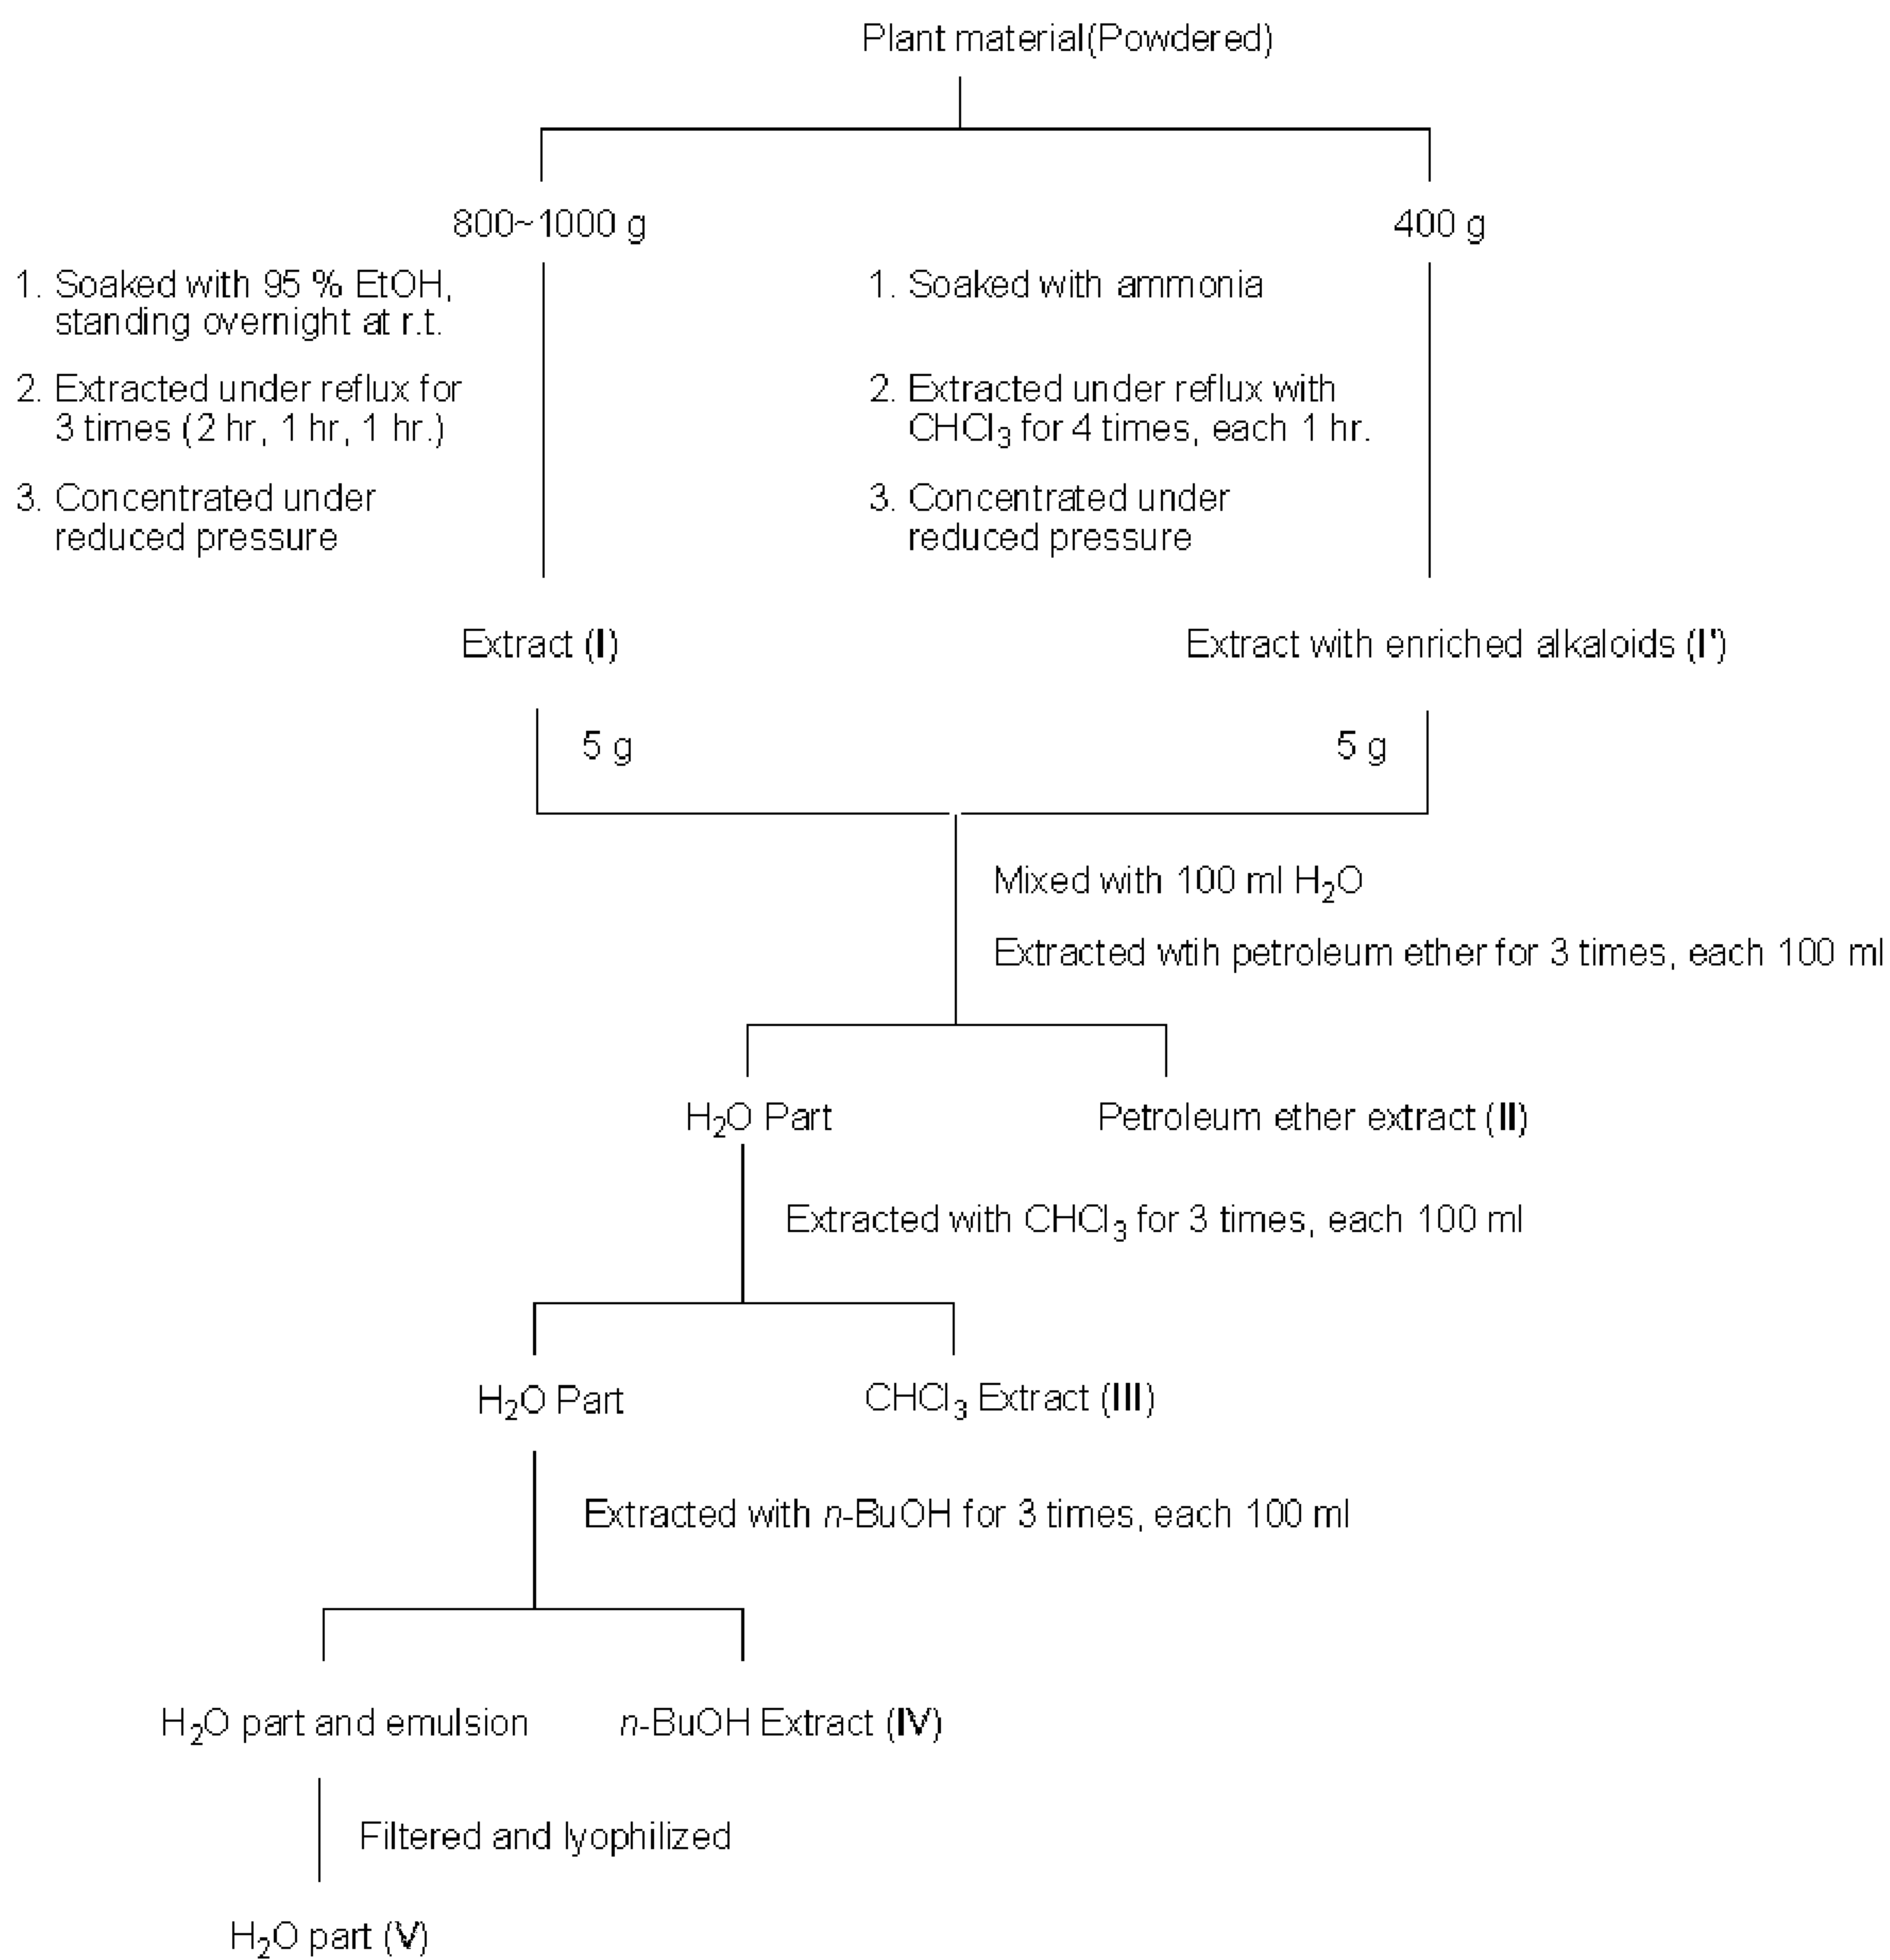 Plant material(Powdered)
800~1000 g
400 g
1. Soaked with 95 % EtOH,
standing overnight at r.t.
2. Extracted under reflux for
3 times (2 hr, 1 hr, 1 hr.)
3. Concentrated under
reduced pressure
1. Soaked with ammonia
2. Extracted under reflux with
CHCl₃ for 4 times, each 1 hr.
3. Concentrated under
reduced pressure
Extract (I)
Extract with enriched alkaloids (I')
5 g
5 g
Mixed with 100 ml H₂O
Extracted wtih petroleum ether for 3 times, each 100 ml
H₂O Part
Petroleum ether extract (II)
Extracted with CHCl₃ for 3 times, each 100 ml
H₂O Part
CHCl₃ Extract (III)
Extracted with n-BuOH for 3 times, each 100 ml
H₂O part and emulsion
n-BuOH Extract (IV)
Filtered and lyophilized
H₂O part (V)